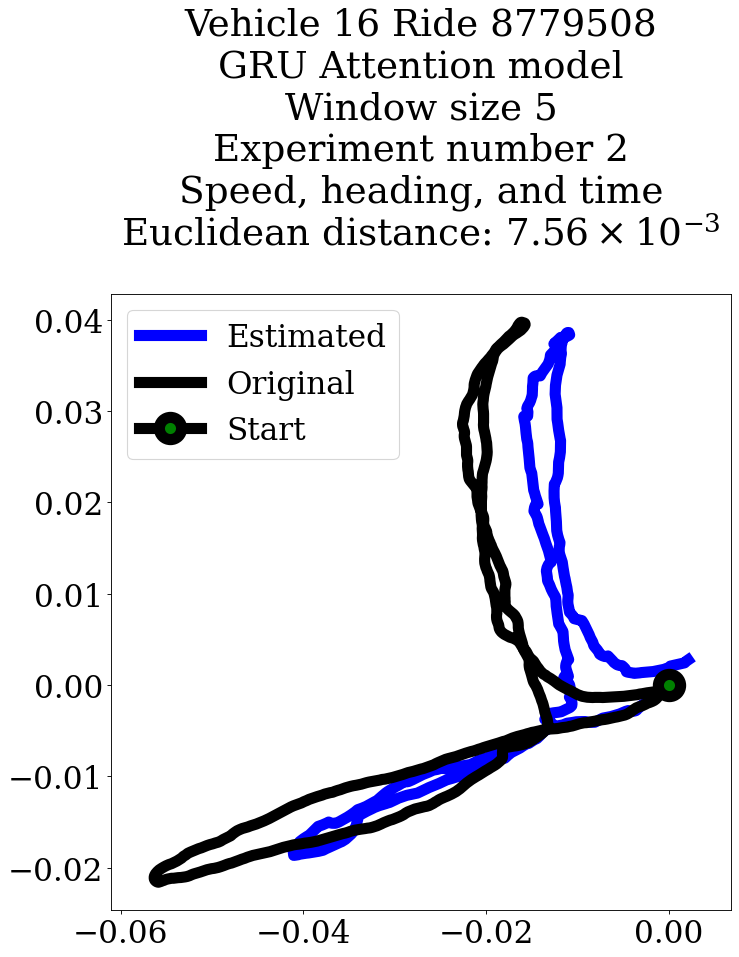 Vehicle 16 Ride 8779508
GRU Attention model
Window size 5
Experiment number 2
Speed, heading, and time
Euclidean distance: 7.56 × 10⁻³
Estimated
Original
Start
0.04
0.03
0.02
0.01
0.00
−0.01
−0.02
−0.06
−0.04
−0.02
0.00